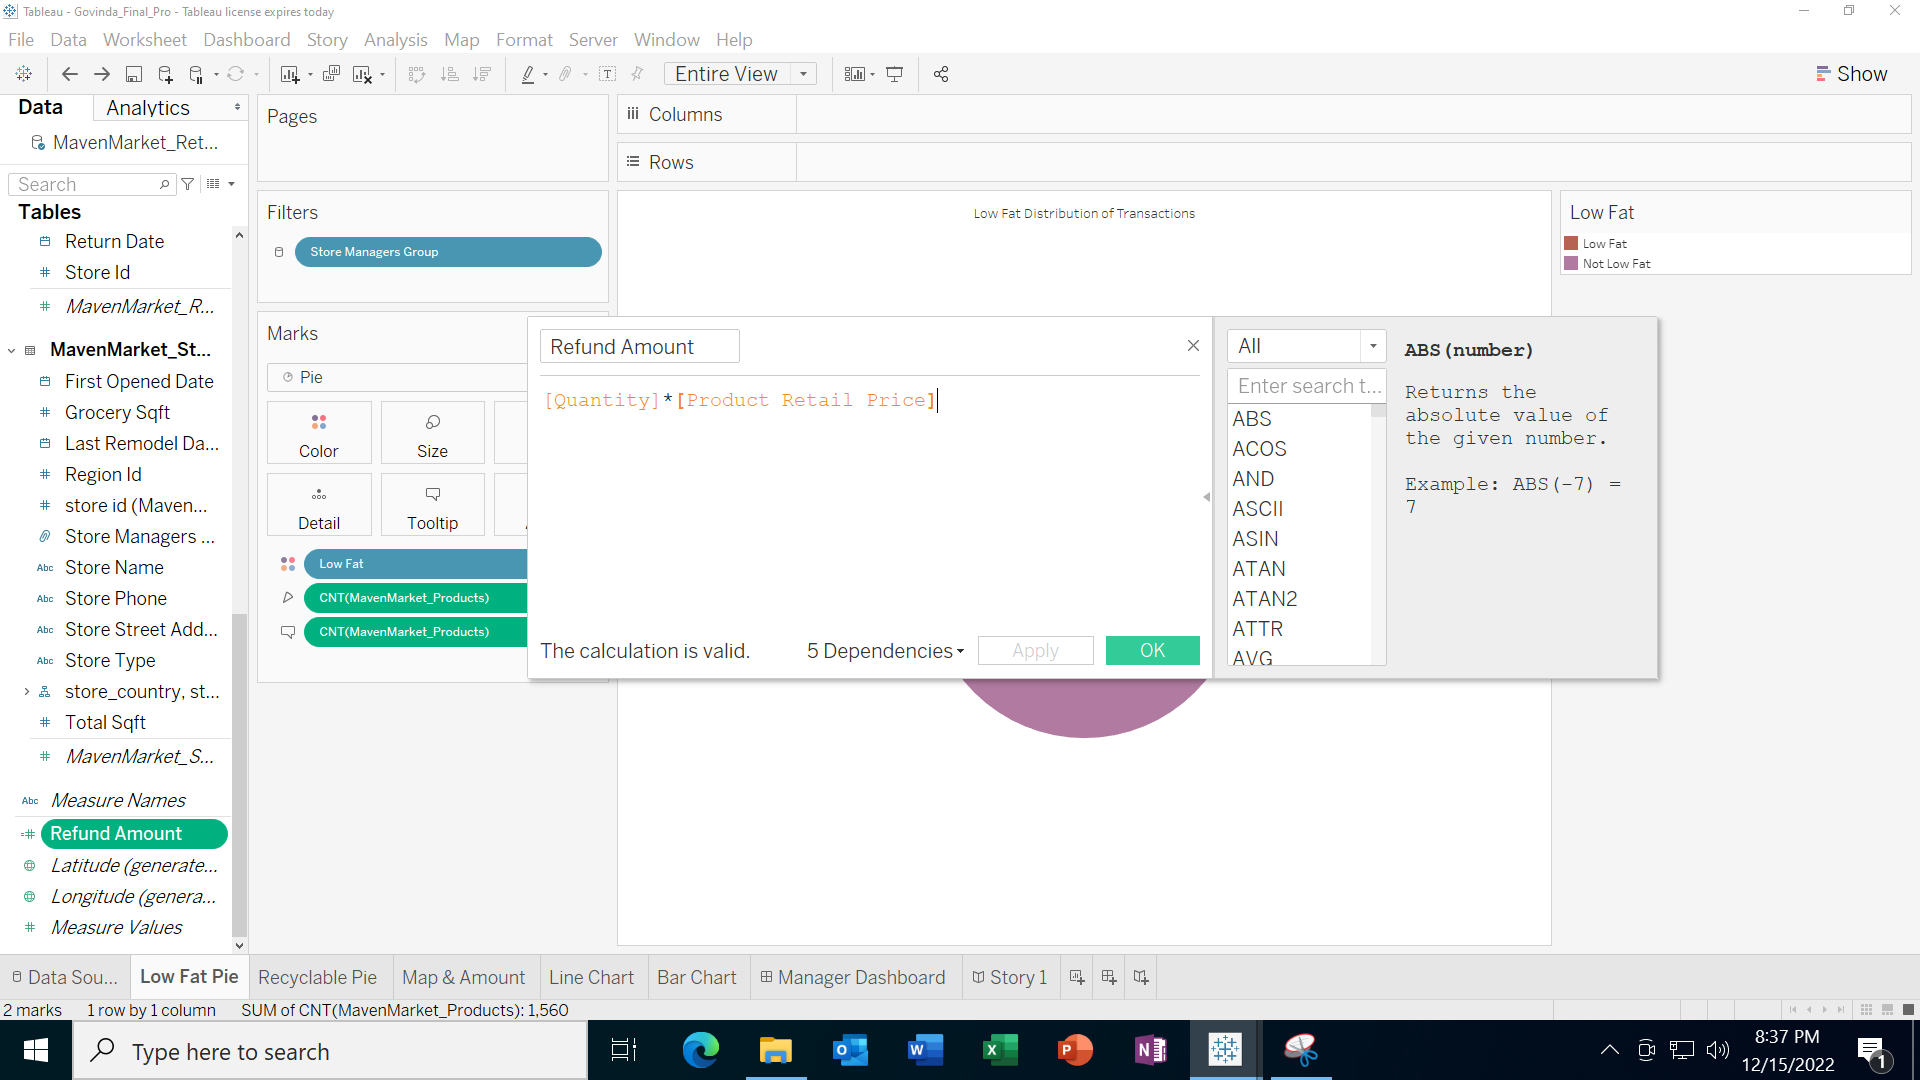 Tableau - Govinda_Final_Pro - Tableau license expires today
File Data Worksheet Dashboard Story Analysis Map Format Server Window Help
Entire View
Show
Data
Analytics
MavenMarket_Ret...
Search
Tables
Return Date
Store Id
MavenMarket_R...
MavenMarket_St...
First Opened Date
Grocery Sqft
Last Remodel Da...
Region Id
store id (Maven...
Store Managers ...
Abc Store Name
Abc Store Phone
Abc Store Street Add...
Abc Store Type
store_country, st...
Total Sqft
MavenMarket_S...
Abc Measure Names
Refund Amount
Latitude (generate...
Longitude (genera...
Measure Values
Pages
Filters
Store Managers Group
Marks
Pie
Color
Size
Detail
Tooltip
Low Fat
CNT(MavenMarket_Products)
CNT(MavenMarket_Products)
Columns
Rows
Low Fat Distribution of Transactions
Low Fat
Low Fat
Not Low Fat
Refund Amount
[Quantity]*[Product Retail Price]
The calculation is valid.
5 Dependencies
Apply
OK
All
Enter search t...
ABS
ACOS
AND
ASCII
ASIN
ATAN
ATAN2
ATTR
AVG
ABS(number)
Returns the
absolute value of
the given number.
Example: ABS(-7) =
7
Data Sou...
Low Fat Pie
Recyclable Pie
Map & Amount
Line Chart
Bar Chart
Manager Dashboard
Story 1
2 marks
1 row by 1 column
SUM of CNT(MavenMarket_Products): 1,560
Type here to search
8:37 PM
12/15/2022
1